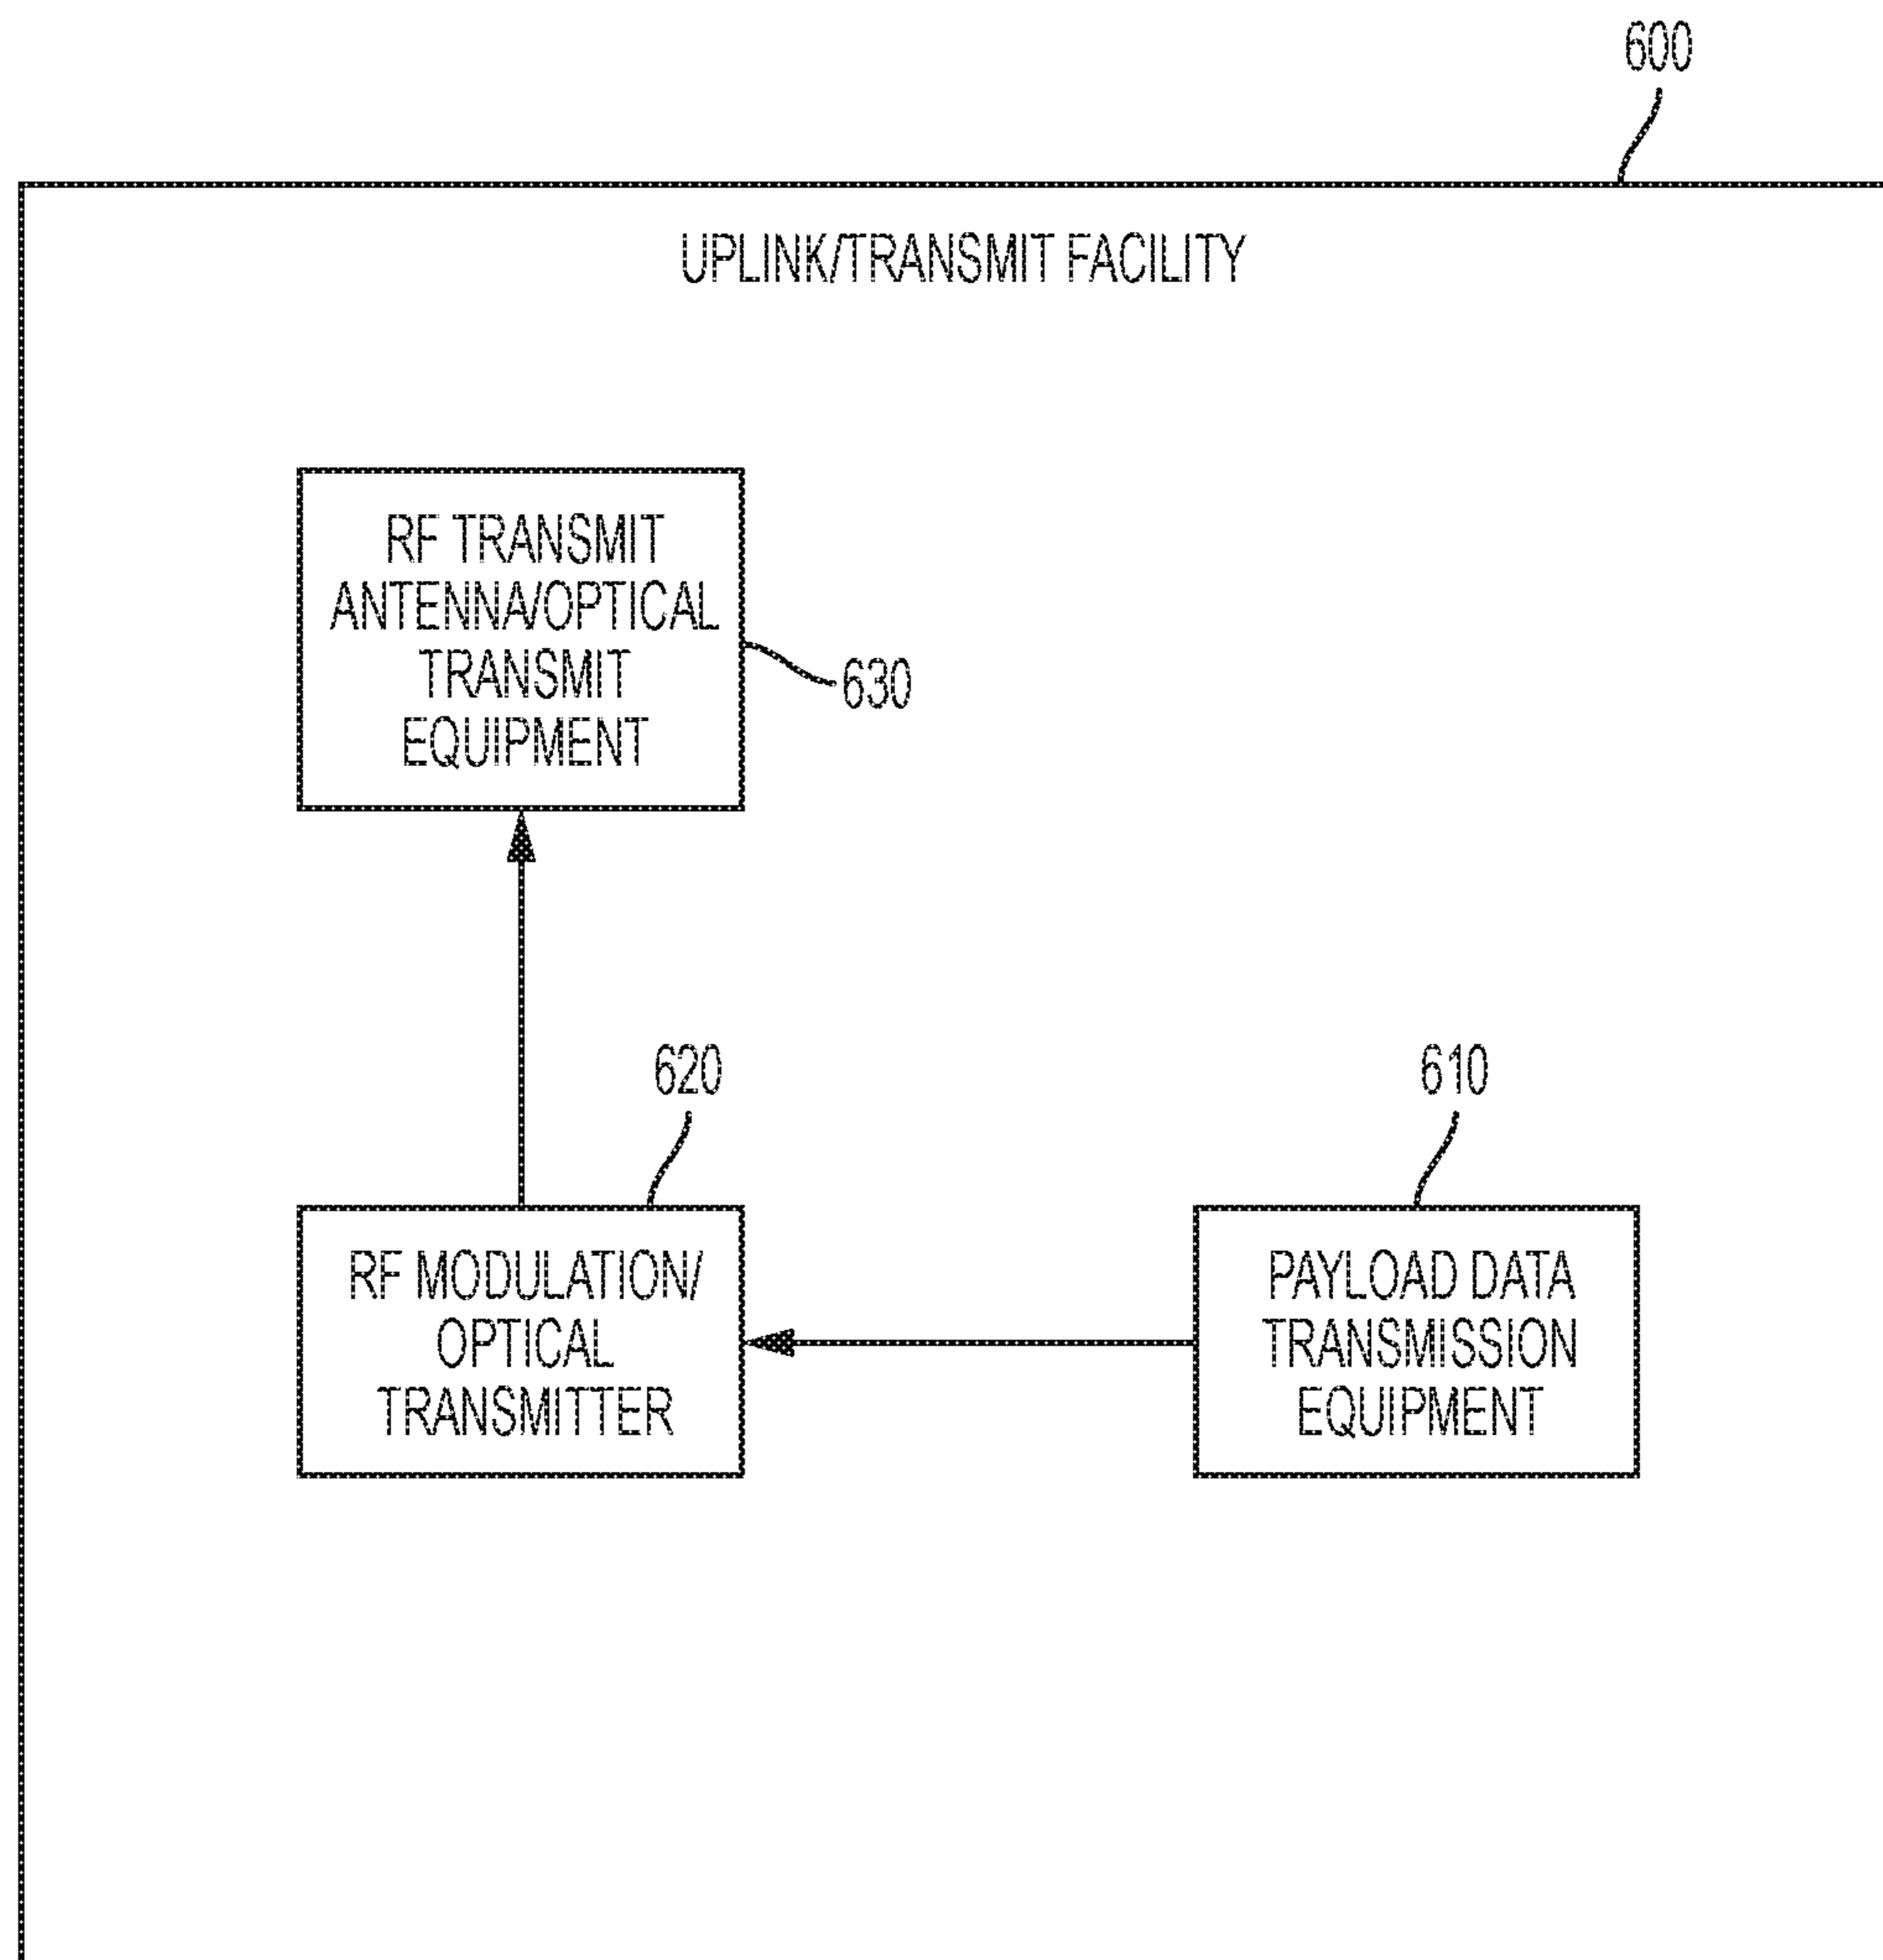 600
UPLINK/TRANSMIT FACILITY
RF TRANSMIT
ANTENNA/OPTICAL
TRANSMIT
EQUIPMENT
630
620
610
RF MODULATION/
OPTICAL
TRANSMITTER
PAYLOAD DATA
TRANSMISSION
EQUIPMENT